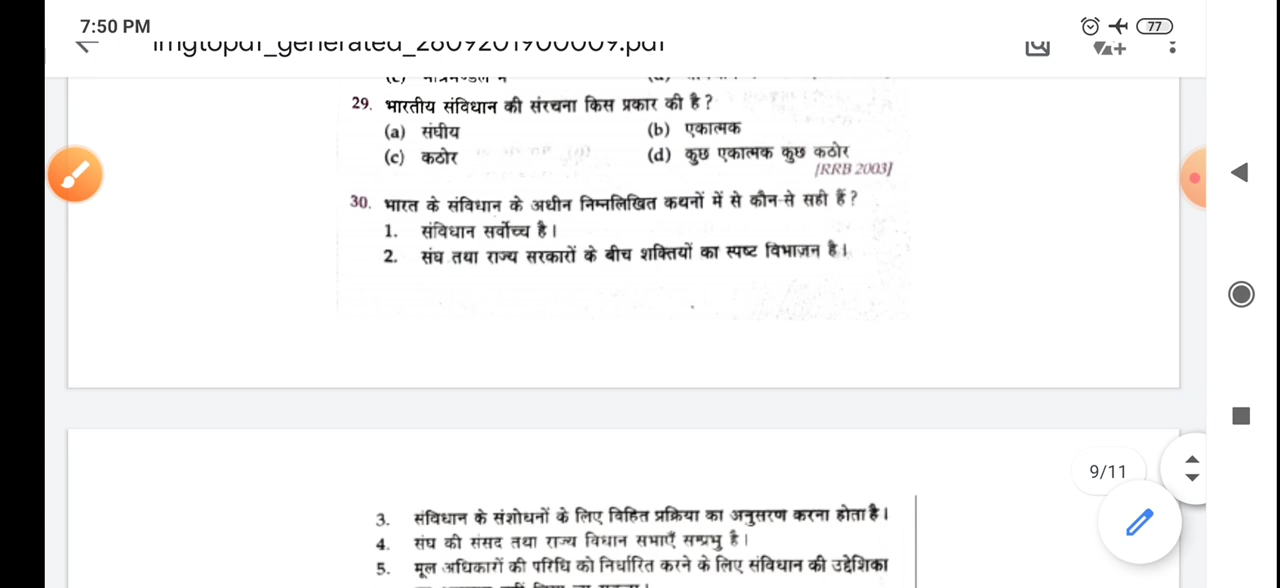 7:50 PM
77
imgtopdf_generated_260920190009.pdf
29. भारतीय संविधान की संरचना किस प्रकार की है?
(a) संघीय (b) एकात्मक
(c) कठोर (d) कुछ एकात्मक कुछ कठोर
[RRB 2003]
30. भारत के संविधान के अधीन निम्नलिखित कथनों में से कौन-से सही हैं?
1. संविधान सर्वोच्च है।
2. संघ तथा राज्य सरकारों के बीच शक्तियों का स्पष्ट विभाजन है।
9/11
3. संविधान के संशोधनों के लिए विहित प्रक्रिया का अनुसरण करना होता है।
4. संघ की संसद तथा राज्य विधान सभाएँ सम्प्रभु है।
5. मूल अधिकारों की परिधि को निर्धारित करने के लिए संविधान की उद्देशिका